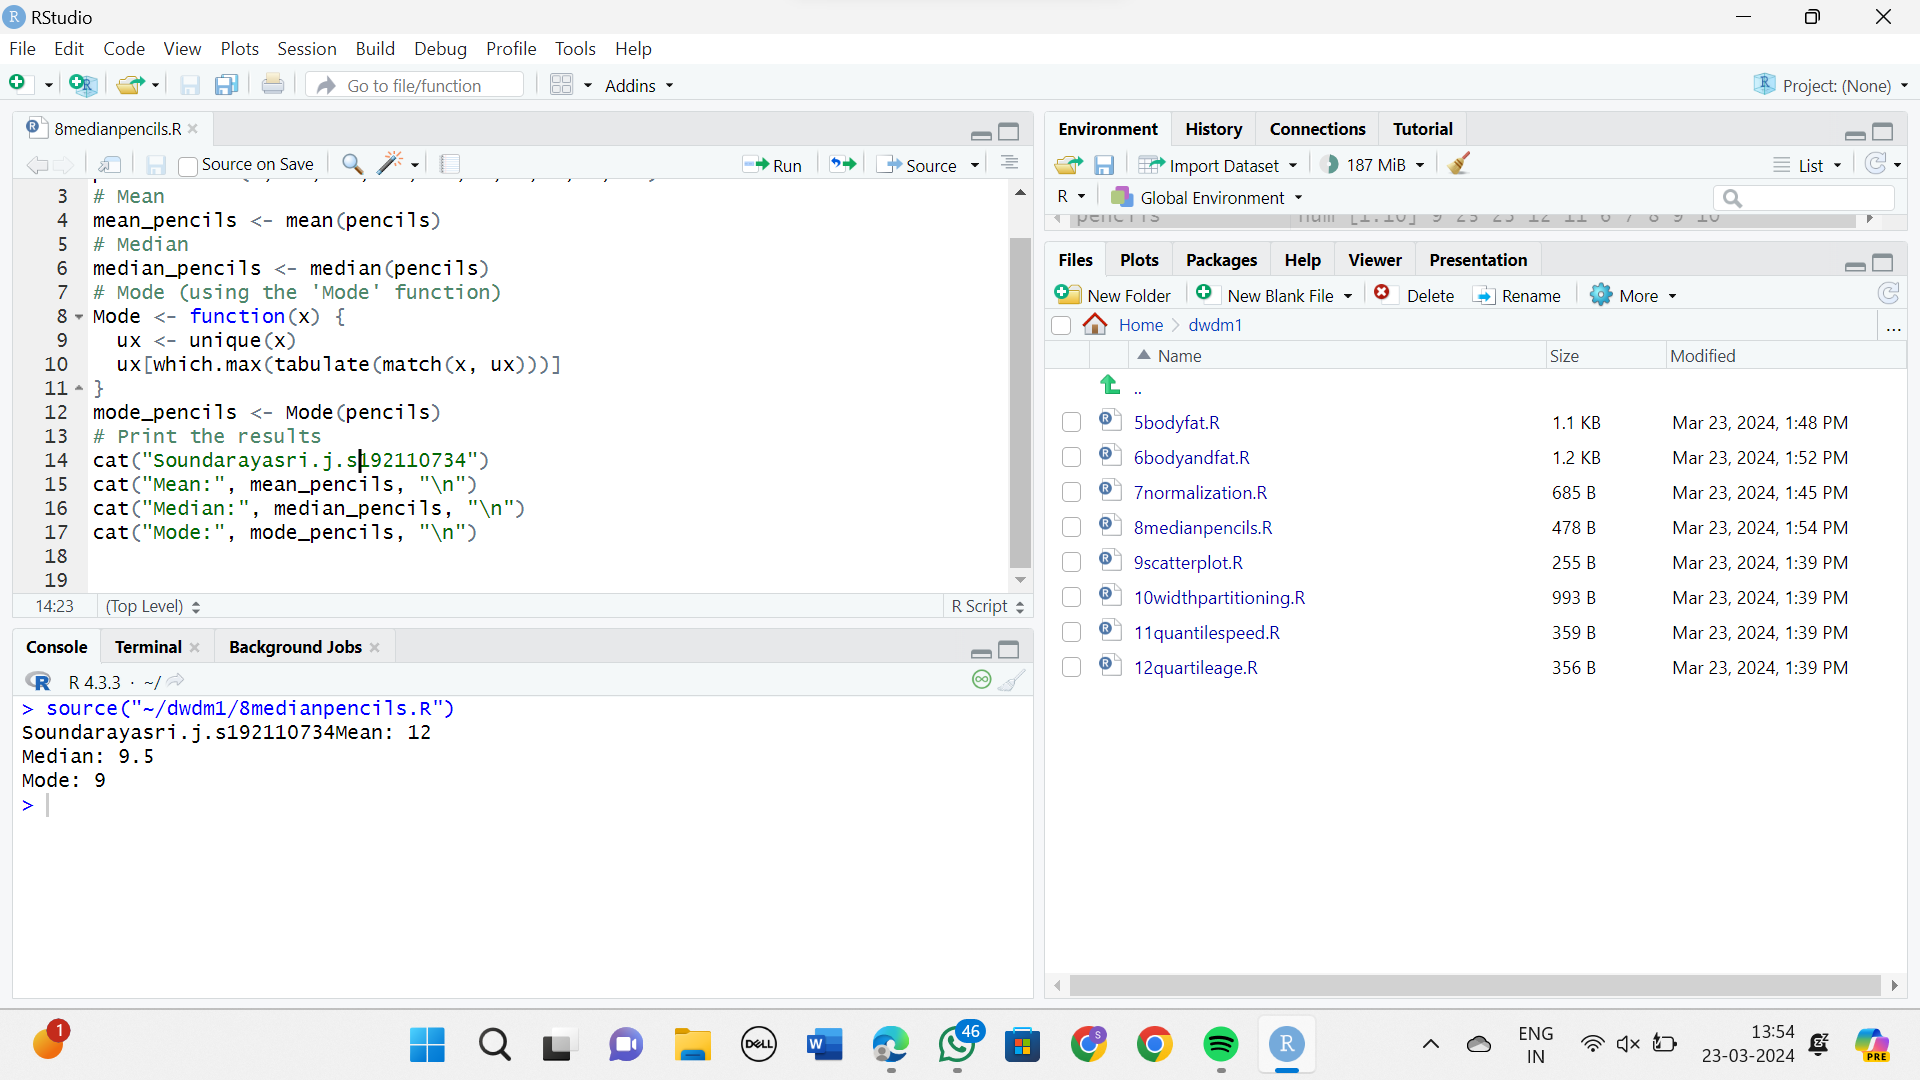 RStudio
File Edit Code View Plots Session Build Debug Profile Tools Help
Go to file/function Addins Project: (None)
8medianpencils.R
Source on Save Run Source
3 # Mean
4 mean_pencils <- mean(pencils)
5 # Median
6 median_pencils <- median(pencils)
7 # Mode (using the 'Mode' function)
8 Mode <- function(x) {
9 ux <- unique(x)
10 ux[which.max(tabulate(match(x, ux)))]
11 }
12 mode_pencils <- Mode(pencils)
13 # Print the results
14 cat("Soundarayasri.j.s192110734")
15 cat("Mean:", mean_pencils, "\n")
16 cat("Median:", median_pencils, "\n")
17 cat("Mode:", mode_pencils, "\n")
18
19
14:23 (Top Level) R Script
Console Terminal Background Jobs
R 4.3.3 · ~/
> source("~/dwdm1/8medianpencils.R")
Soundarayasri.j.s192110734Mean: 12
Median: 9.5
Mode: 9
>
Environment History Connections Tutorial
Import Dataset 187 MiB List
R Global Environment
pencils num [1:10] 9 25 23 12 11 6 7 8 9 10
Files Plots Packages Help Viewer Presentation
New Folder New Blank File Delete Rename More
Home dwdm1 ...
Name Size Modified
..
5bodyfat.R 1.1 KB Mar 23, 2024, 1:48 PM
6bodyandfat.R 1.2 KB Mar 23, 2024, 1:52 PM
7normalization.R 685 B Mar 23, 2024, 1:45 PM
8medianpencils.R 478 B Mar 23, 2024, 1:54 PM
9scatterplot.R 255 B Mar 23, 2024, 1:39 PM
10widthpartitioning.R 993 B Mar 23, 2024, 1:39 PM
11quantilespeed.R 359 B Mar 23, 2024, 1:39 PM
12quartileage.R 356 B Mar 23, 2024, 1:39 PM
1 DELL W 46 S R ENG
IN
13:54
23-03-2024
PRE